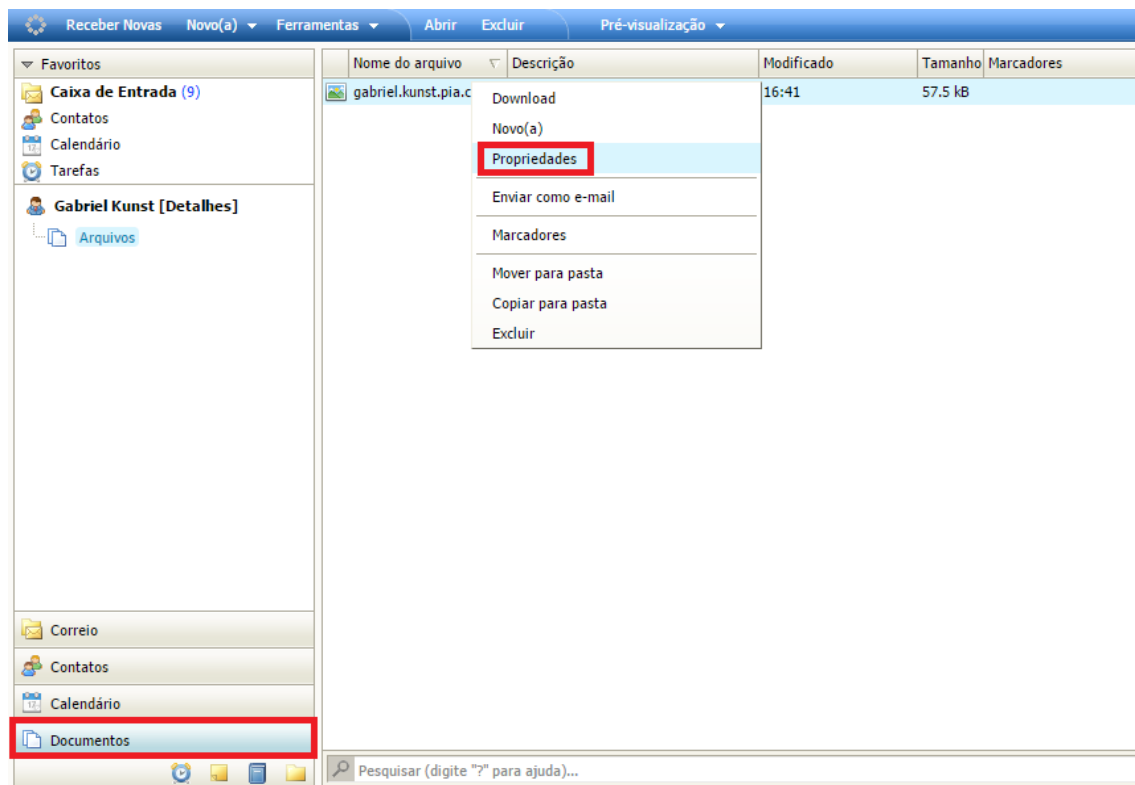 Receber Novas Novo(a) Ferramentas Abrir Excluir Pré-visualização
Favoritos
Caixa de Entrada (9)
Contatos
Calendário
Tarefas
Gabriel Kunst [Detalhes]
Arquivos
Nome do arquivo Descrição Modificado Tamanho Marcadores
gabriel.kunst.pia.c 16:41 57.5 kB
Download
Novo(a)
Propriedades
Enviar como e-mail
Marcadores
Mover para pasta
Copiar para pasta
Excluir
Correio
Contatos
Calendário
Documentos
Pesquisar (digite "?" para ajuda)...